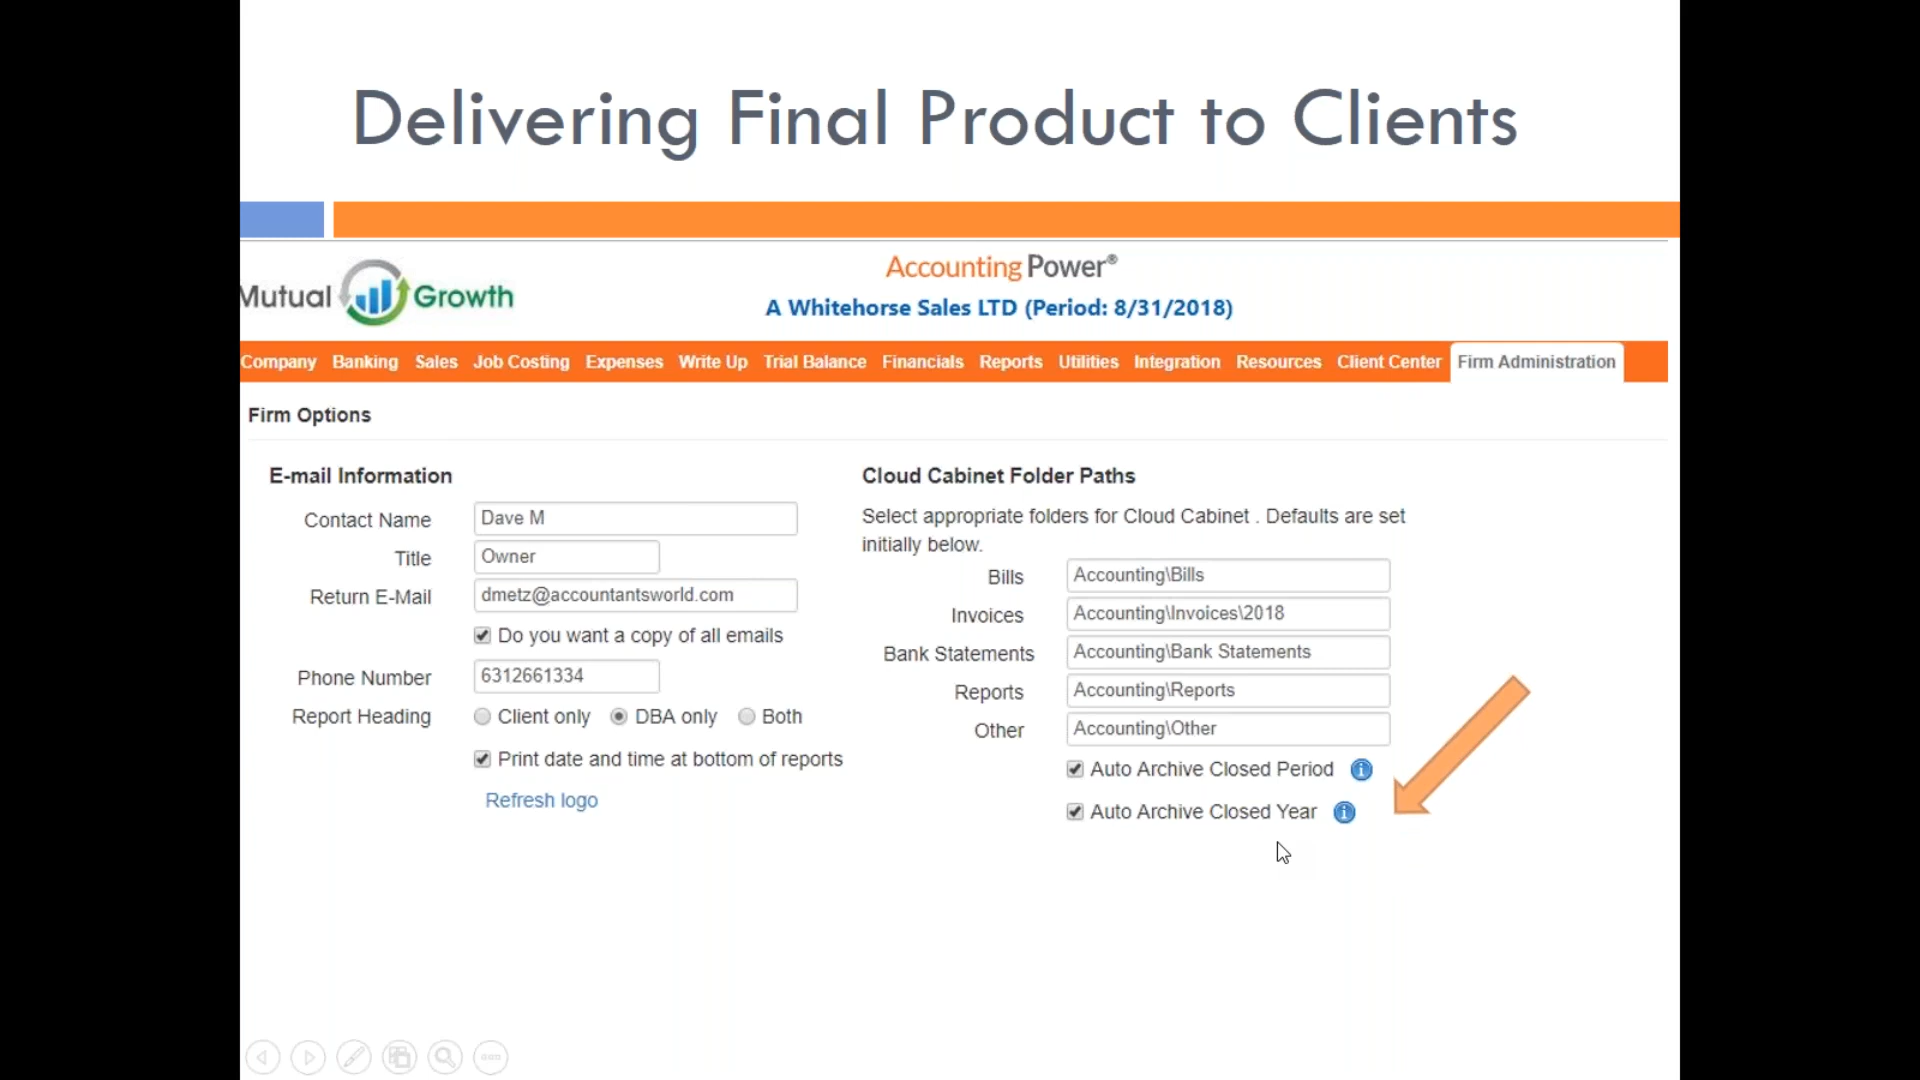 Delivering Final Product to Clients
Mutual Growth
Accounting Power®
A Whitehorse Sales LTD (Period: 8/31/2018)
Company Banking Sales Job Costing Expenses Write Up Trial Balance Financials Reports Utilities Integration Resources Client Center Firm Administration
Firm Options
E-mail Information
Contact Name Dave M
Title Owner
Return E-Mail dmetz@accountantsworld.com
Do you want a copy of all emails
Phone Number 6312661334
Report Heading Client only DBA only Both
Print date and time at bottom of reports
Refresh logo
Cloud Cabinet Folder Paths
Select appropriate folders for Cloud Cabinet . Defaults are set
initially below.
Bills Accounting\Bills
Invoices Accounting\Invoices\2018
Bank Statements Accounting\Bank Statements
Reports Accounting\Reports
Other Accounting\Other
Auto Archive Closed Period
Auto Archive Closed Year